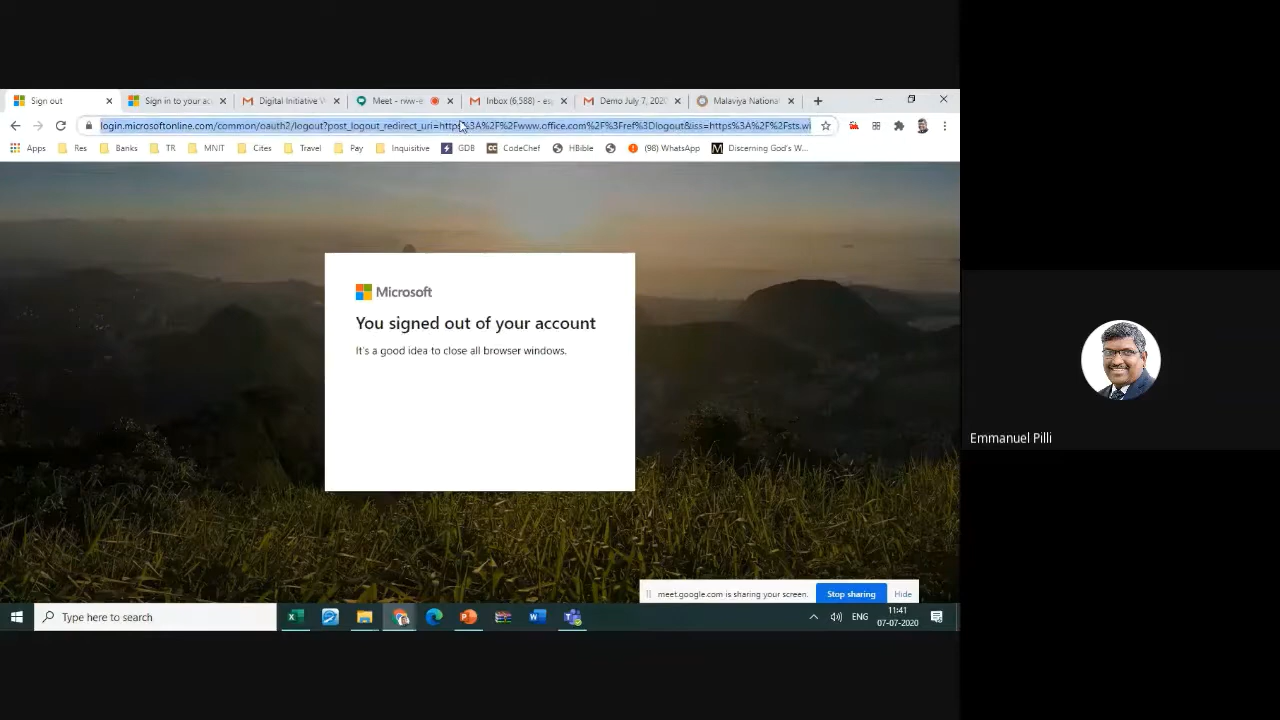 Sign out
Sign in to your ac
Digital Initiative V
Meet - rww-e
Inbox (6,588) - es
Demo July 7, 2020
Malaviya Nationa
login.microsoftonline.com/common/oauth2/logout?post_logout_redirect_uri=https%3A%2F%2Fwww.office.com%2F%3Fref%3Dlogout&iss=https%3A%2F%2Fsts.wi
Apps
Res
Banks
TR
MNIT
Cites
Travel
Pay
Inquisitive
GDB
CC
CodeChef
HBible
(98) WhatsApp
M
Discerning God's W...
Microsoft
You signed out of your account
It's a good idea to close all browser windows.
Emmanuel Pilli
meet.google.com is sharing your screen.
Stop sharing
Hide
Type here to search
ENG
11:41
07-07-2020